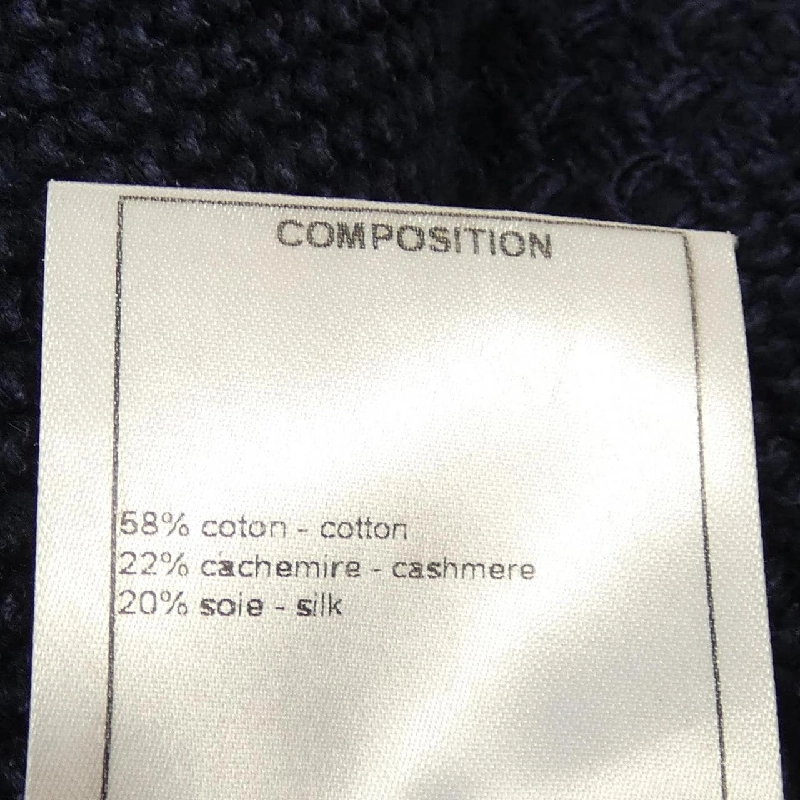 COMPOSITION
58% coton - cotton
22% cachemire - cashmere
20% soie - silk